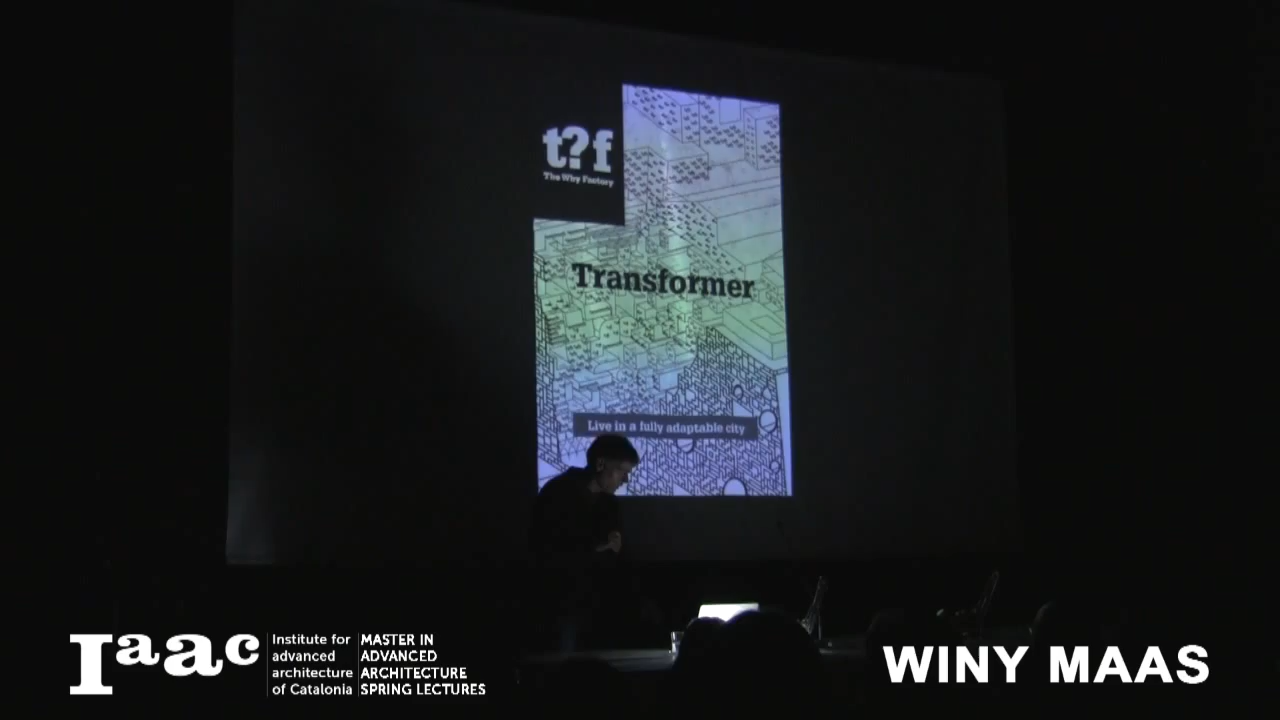 t?f
The Why Factory
Transformer
Live in a fully adaptable city
Iaac
Institute for
advanced
architecture
of Catalonia
MASTER IN
ADVANCED
ARCHITECTURE
SPRING LECTURES
WINY MAAS